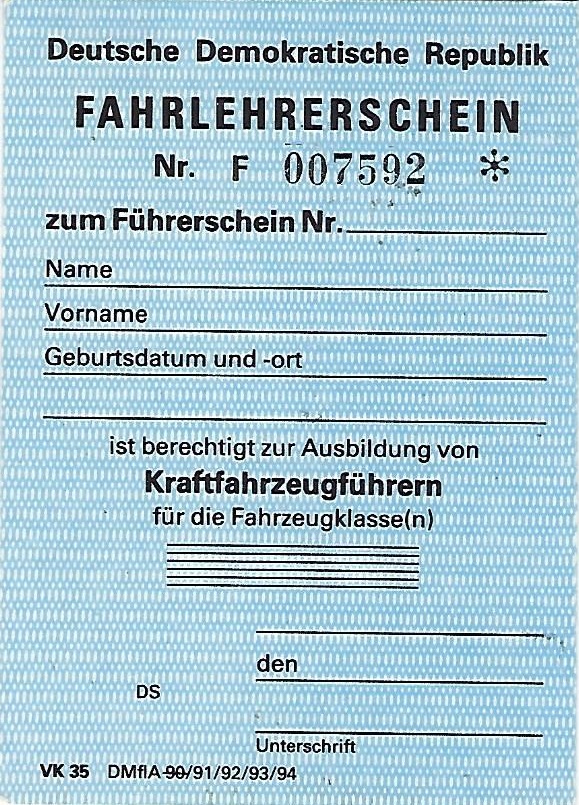 Deutsche Demokratische Republik
FAHRLEHRERSCHEIN
Nr. F 007592 *
zum Führerschein Nr.
Name
Vorname
Geburtsdatum und -ort
ist berechtigt zur Ausbildung von
Kraftfahrzeugführern
für die Fahrzeugklasse(n)
den
DS
Unterschrift
VK 35 DMflA-90/91/92/93/94